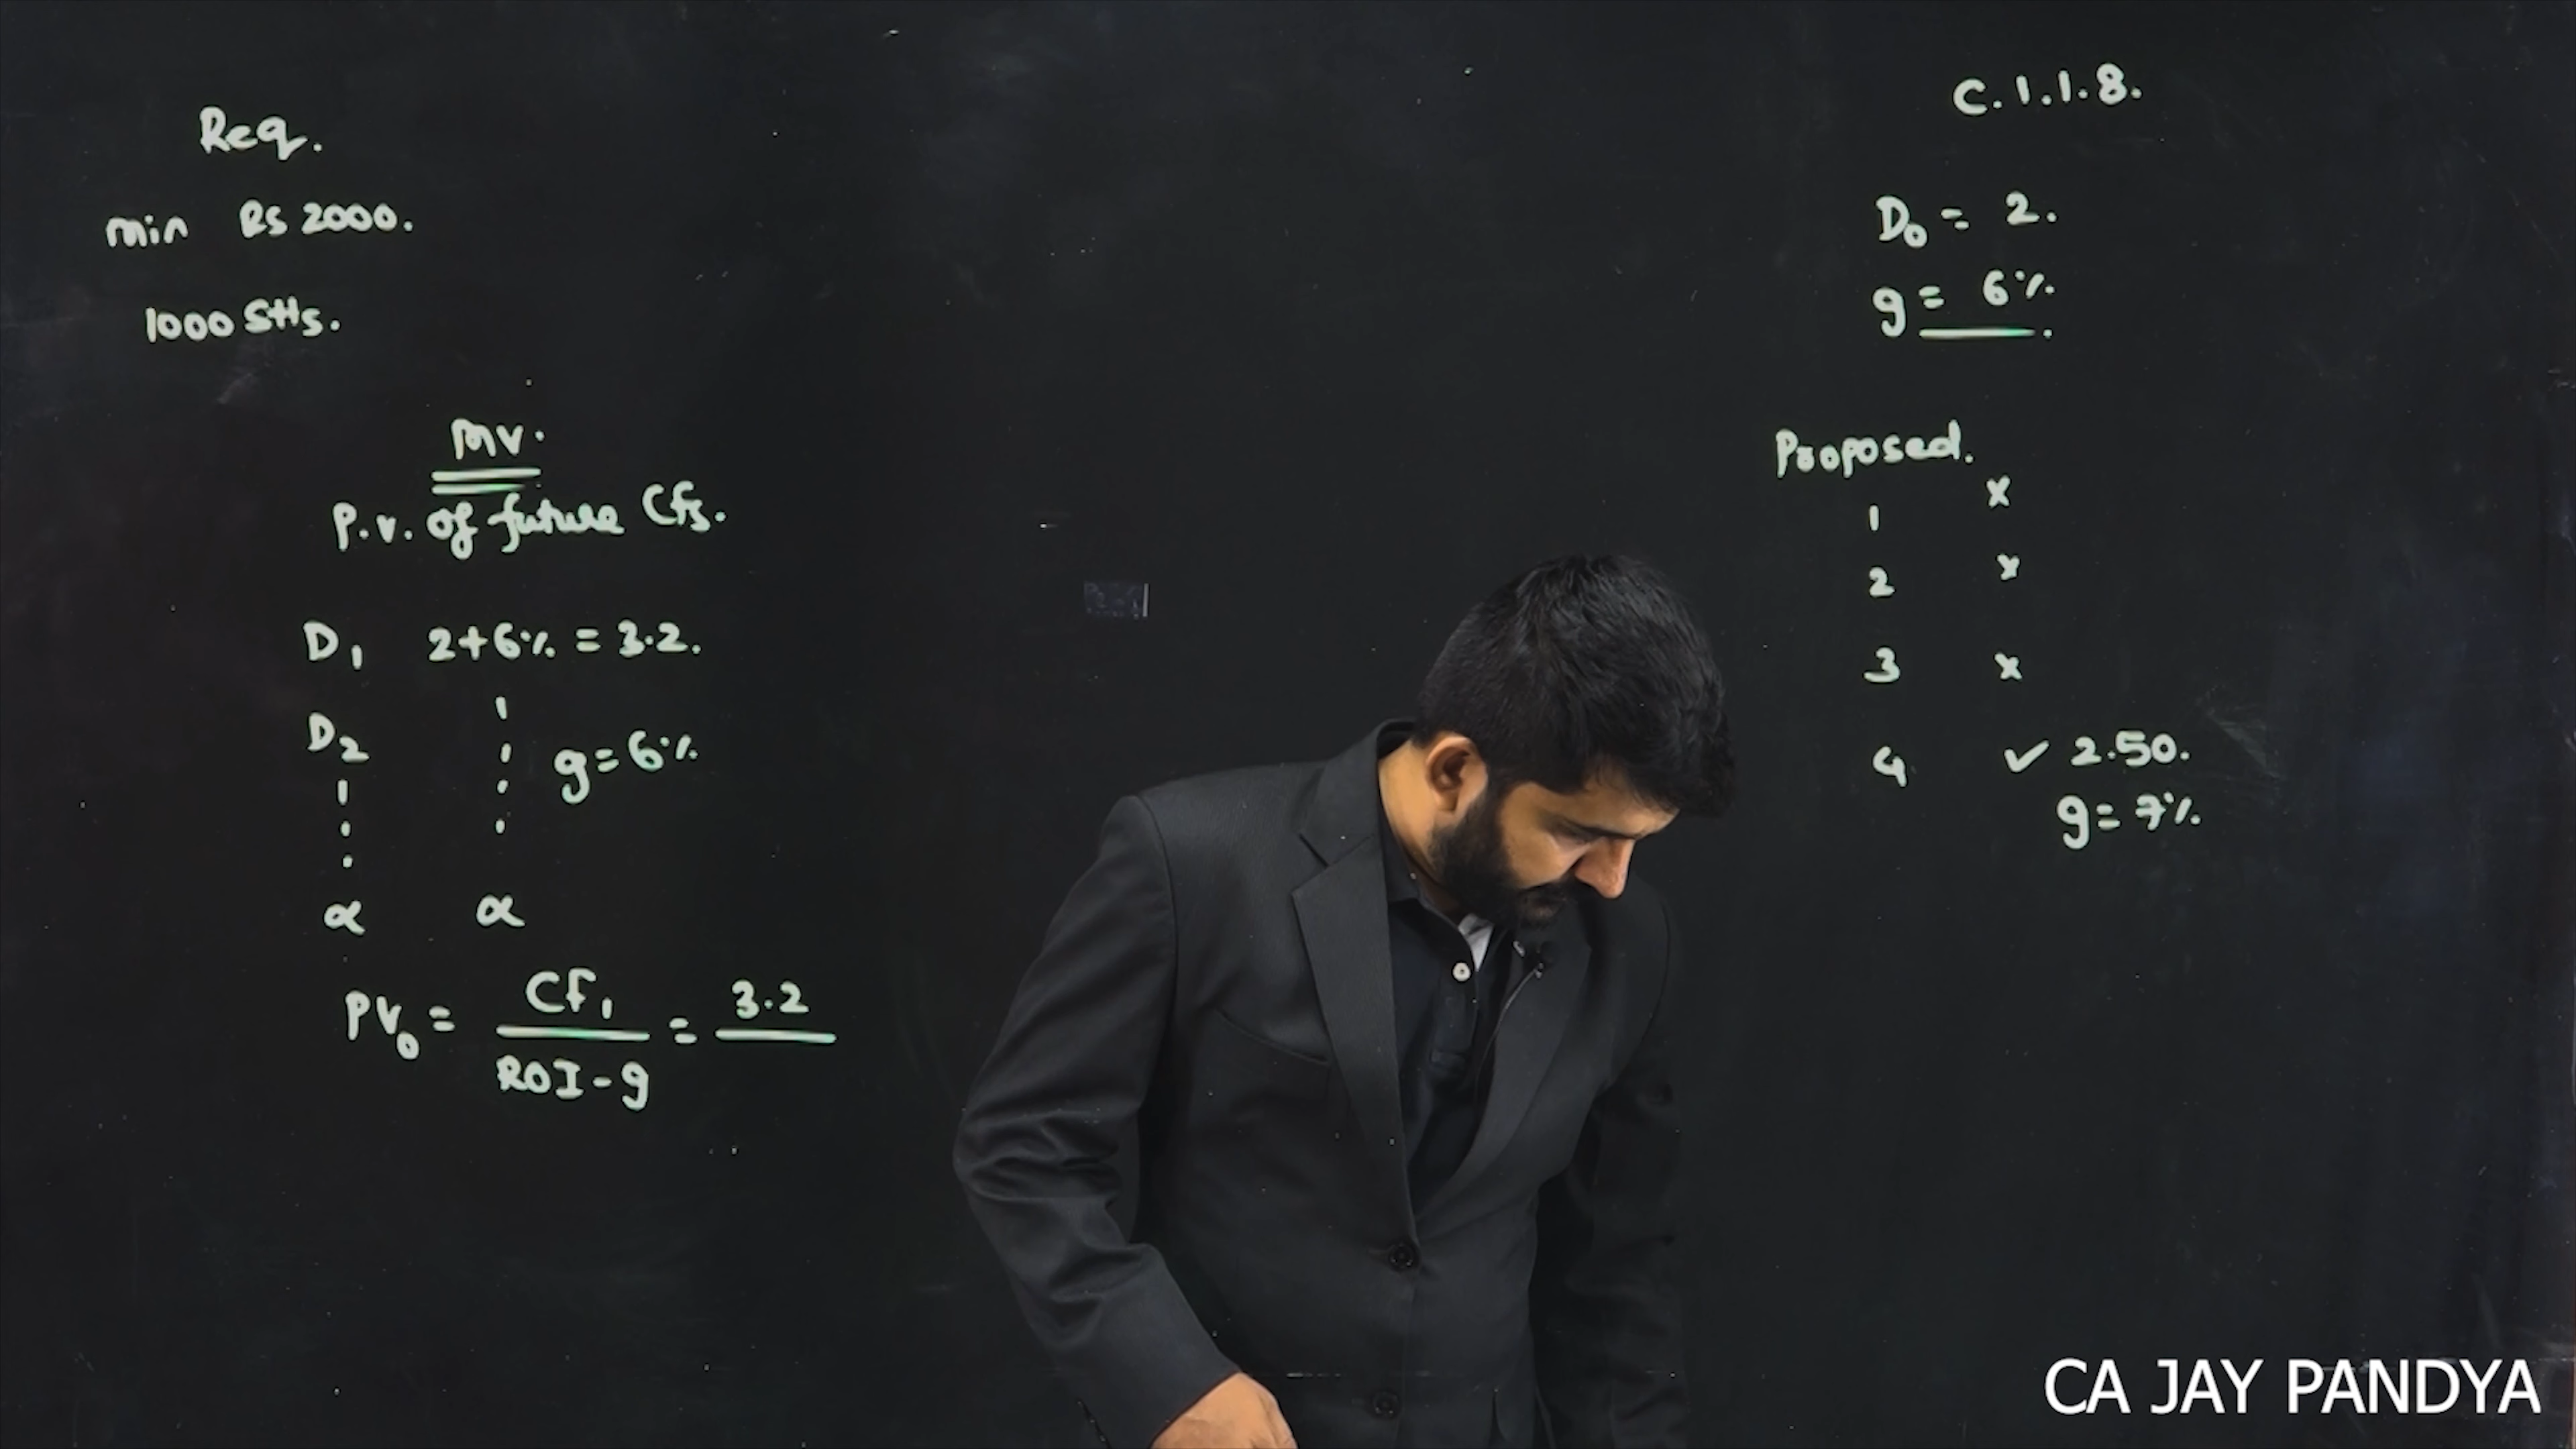 Req.
min Rs 2000.
1000 SHs.
MV.
P.V. of future Cfs.
D1 2+6% = 3.2.
D2 g=6%
α α
PV0 = CF1 / ROI-g = 3.2
C.1.1.8.
D0 = 2.
g = 6%.
Proposed.
1 x
2 x
3 x
4 ✓ 2.50.
g= 7%.
CA JAY PANDYA